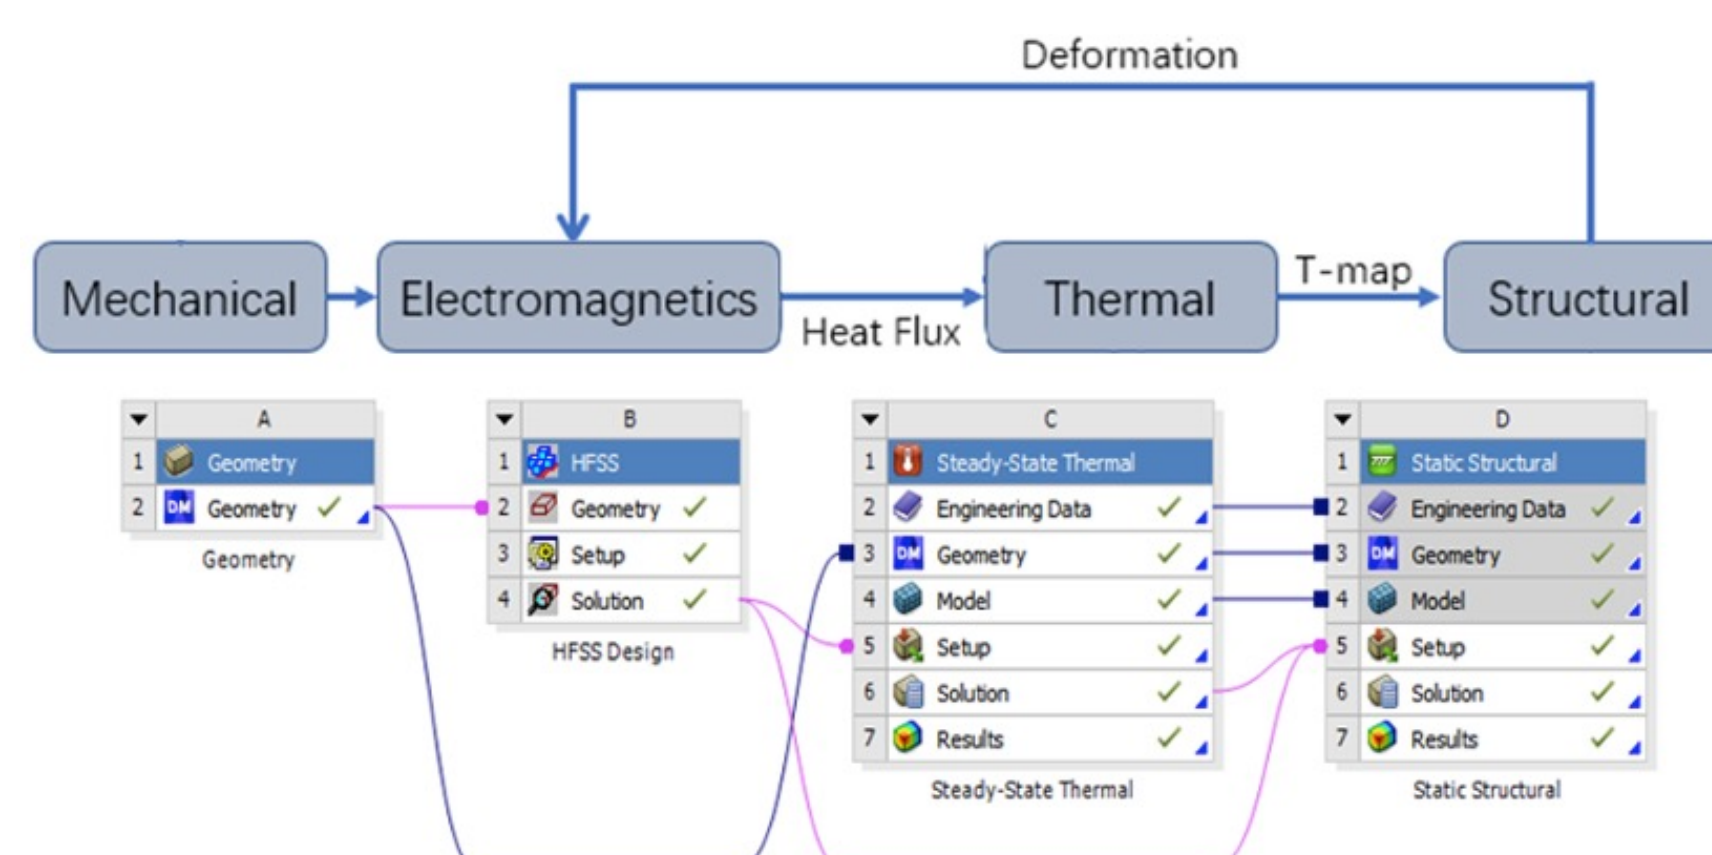 Deformation
Mechanical
Electromagnetics
Heat Flux
Thermal
T-map
Structural
A
1 Geometry
2 DM Geometry
Geometry
B
1 HFSS
2 Geometry
3 Setup
4 Solution
HFSS Design
C
1 Steady-State Thermal
2 Engineering Data
3 DM Geometry
4 Model
5 Setup
6 Solution
7 Results
Steady-State Thermal
D
1 Static Structural
2 Engineering Data
3 DM Geometry
4 Model
5 Setup
6 Solution
7 Results
Static Structural